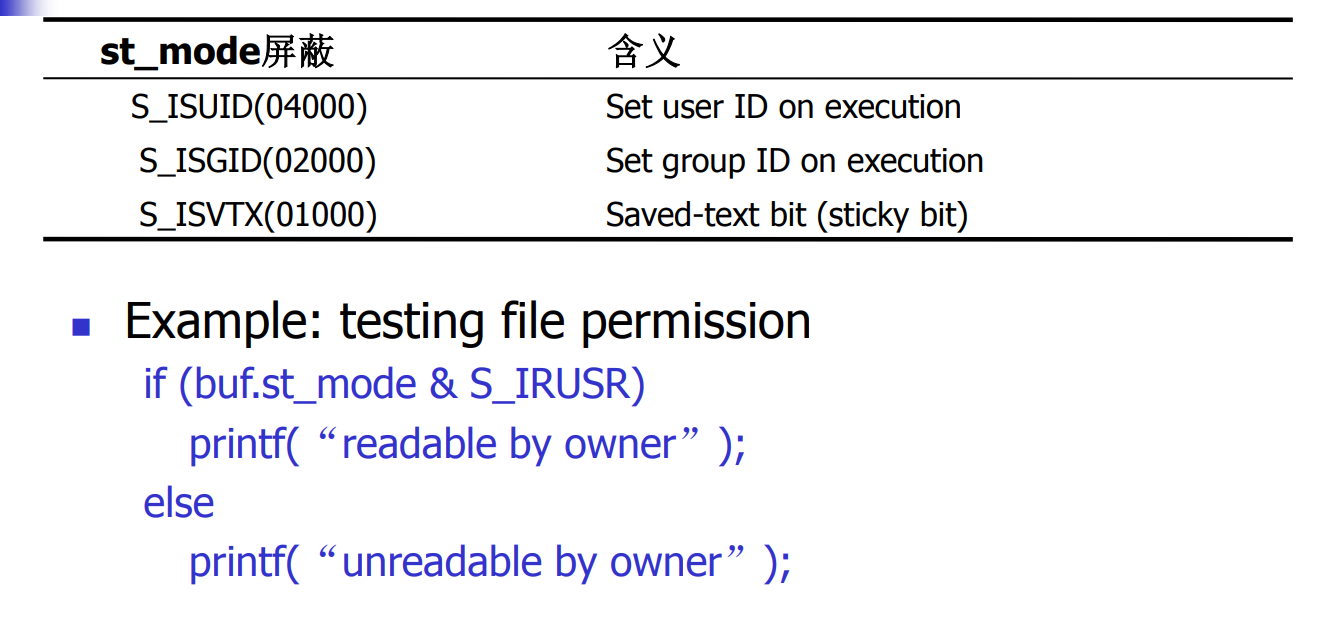 st_mode屏蔽 含义
S_ISUID(04000) Set user ID on execution
S_ISGID(02000) Set group ID on execution
S_ISVTX(01000) Saved-text bit (sticky bit)
Example: testing file permission
if (buf.st_mode & S_IRUSR)
printf( “readable by owner” );
else
printf( “unreadable by owner” );